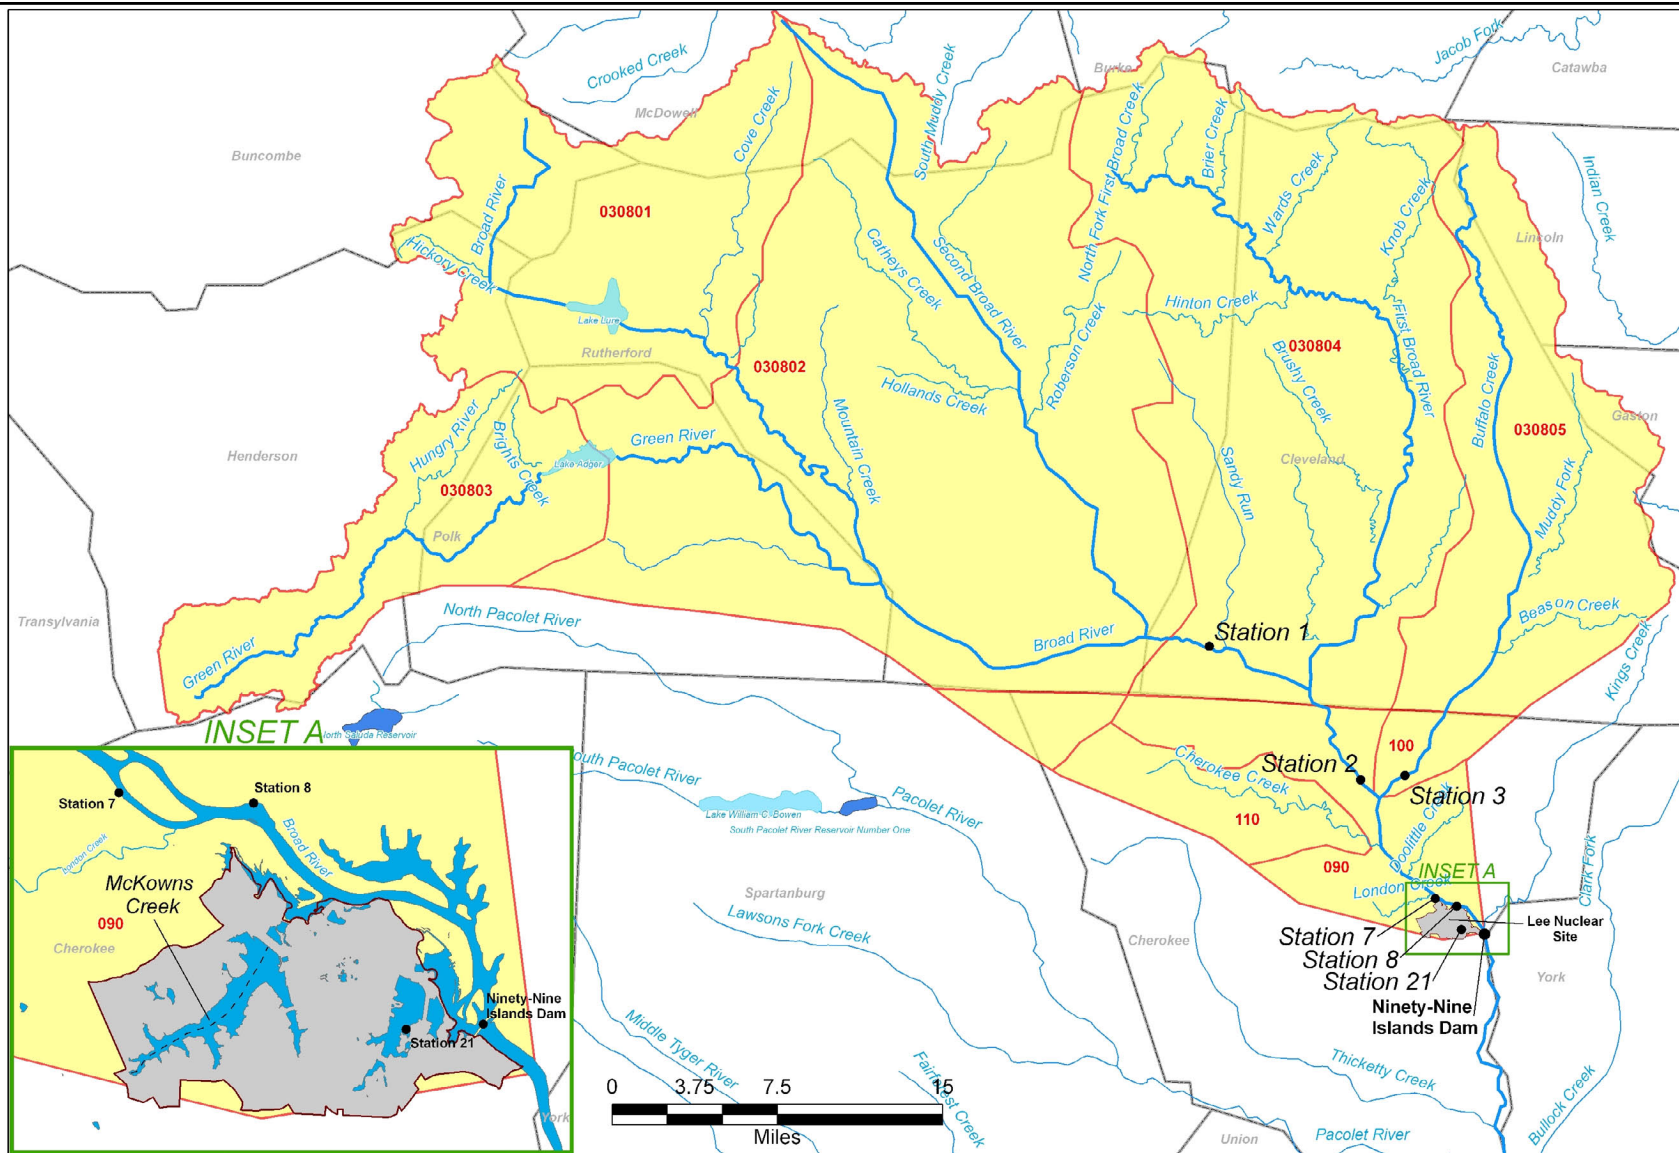 Crooked Creek
South Muddy Creek
Jacob Fork
Burke
Catawba
McDowell
Cove Creek
North Fork First Broad Creek
Brier Creek
Buncombe
Wards Creek
Indian Creek
Broad River
030801
Knob Creek
Lincoln
Hickory Creek
Catheys Creek
Second Broad River
Hinton Creek
Lake Lure
Rutherford
030802
Roberson Creek
030804
First Broad River
Brushy Creek
Hollands Creek
Buffalo Creek
Gaston
Hungry River
Brights Creek
Mountain Creek
030805
Green River
Henderson
Lake Adger
Sandy Run
Cleveland
030803
Muddy Fork
Polk
Transylvania
North Pacolet River
Beason Creek
Station 1
Broad River
Kings Creek
Green River
INSET A
orth Saluda Reservoir
100
outh Pacolet River
Cherokee Creek
Station 2
Station 3
Pacolet River
Lake William C. Bowen
South Pacolet River Reservoir Number One
110
Doolittle Creek
090
INSET A
London Creek
Clark Fork
Spartanburg
Lawsons Fork Creek
Cherokee
Lee Nuclear
Site
Station 7
Station 8
Station 21
York
Ninety-Nine
Islands Dam
Thicketty Creek
Bullock Creek
Middle Tyger River
Fairforest Creek
Union
Pacolet River
Station 7
Station 8
Broad River
London Creek
McKowns
Creek
090
Cherokee
Ninety-Nine
Islands Dam
Station 21
York
0 3.75 7.5 15
Miles